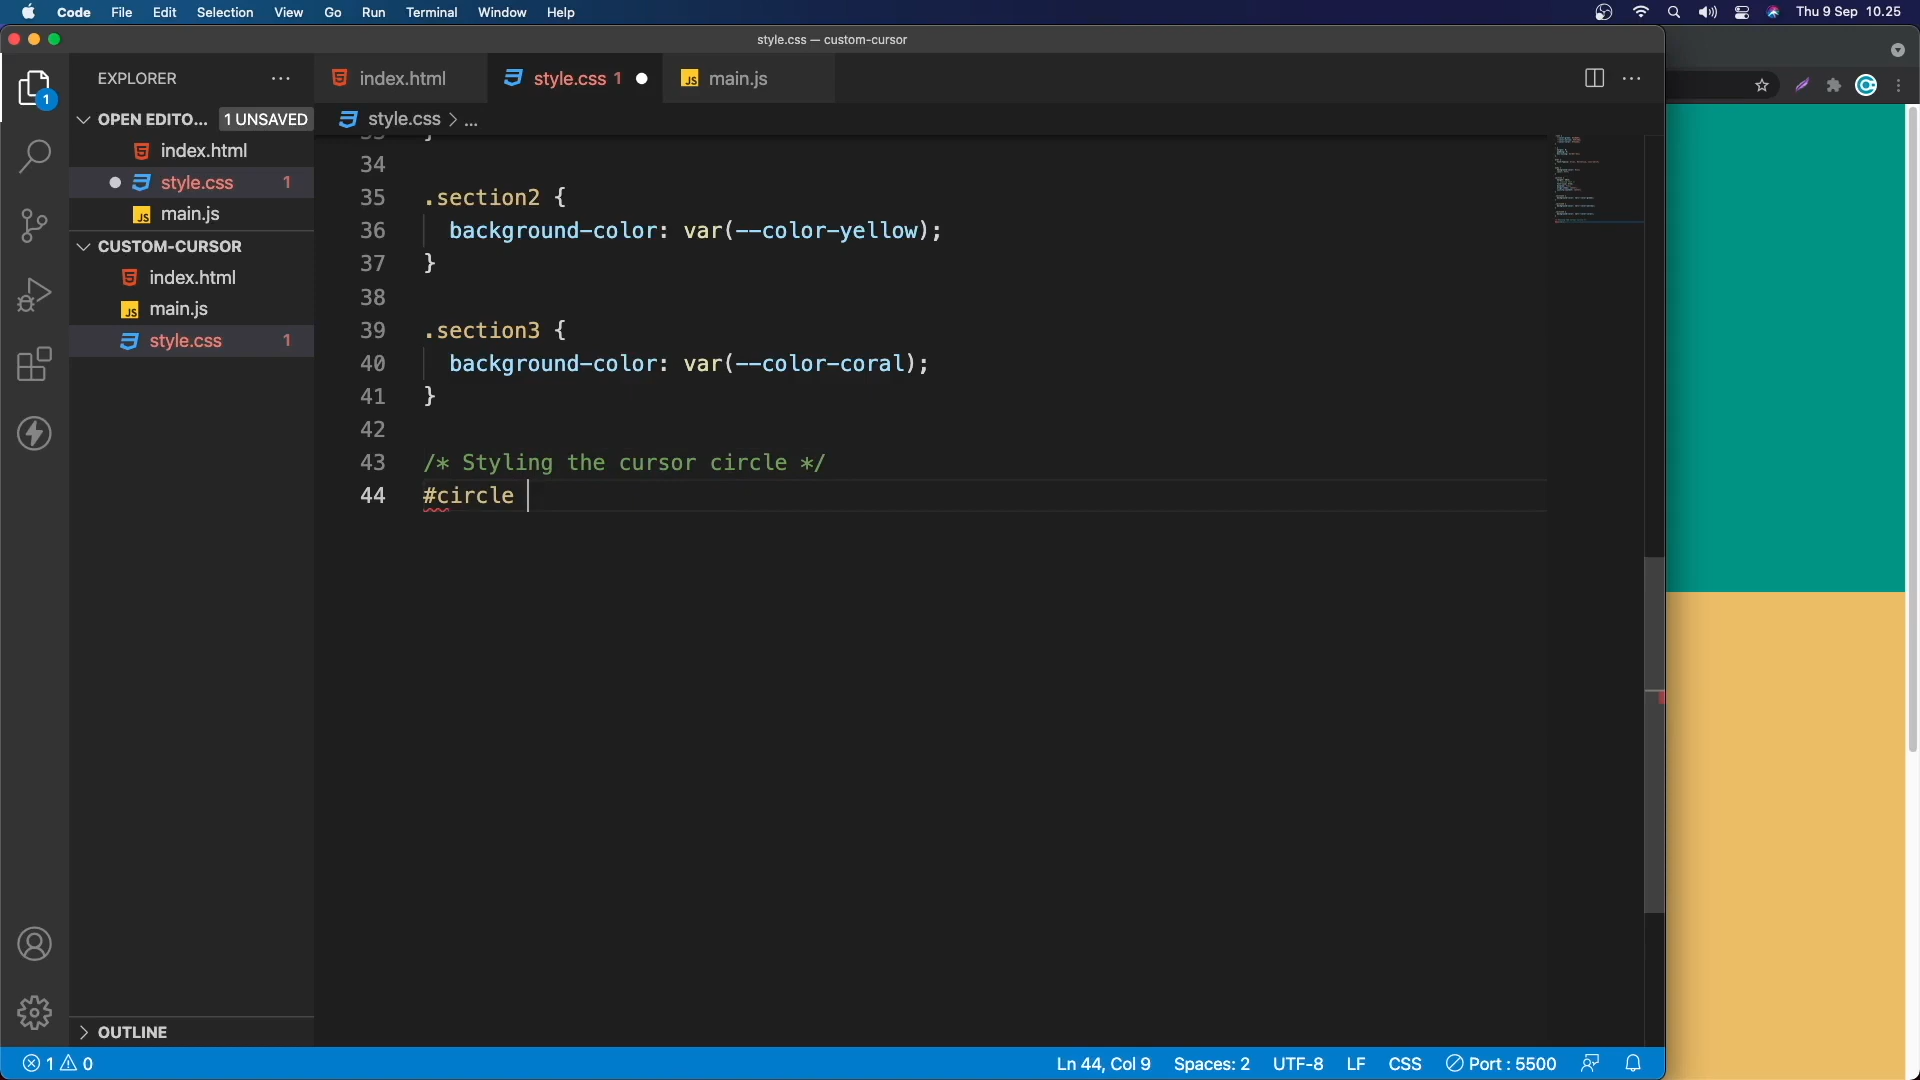 Code File Edit Selection View Go Run Terminal Window Help Thu 9 Sep 10.25
style.css — custom-cursor
EXPLORER
index.html
style.css 1
main.js
OPEN EDITO... 1 UNSAVED
style.css > ...
index.html
style.css 1
main.js
CUSTOM-CURSOR
index.html
main.js
style.css 1
34
35 .section2 {
36 background-color: var(--color-yellow);
37 }
38
39 .section3 {
40 background-color: var(--color-coral);
41 }
42
43 /* Styling the cursor circle */
44 #circle
OUTLINE
1 0 Ln 44, Col 9 Spaces: 2 UTF-8 LF CSS Port : 5500